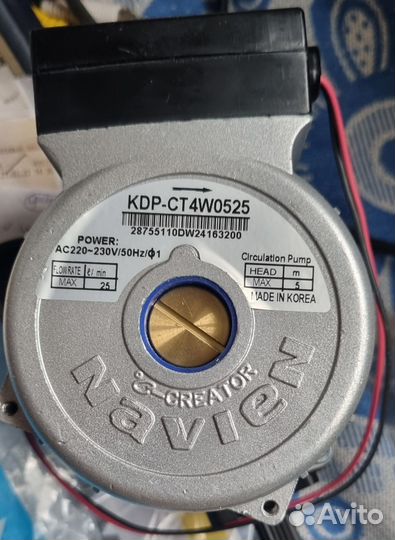 KDP-CT4W0525
28755110DW24163200
POWER:
AC220~230V/50Hz/Φ1
FLOW RATE ℓ/min
MAX 25
Circulation Pump
HEAD m
MAX 5
MADE IN KOREA
CREATOR
NAVIEN
Avito